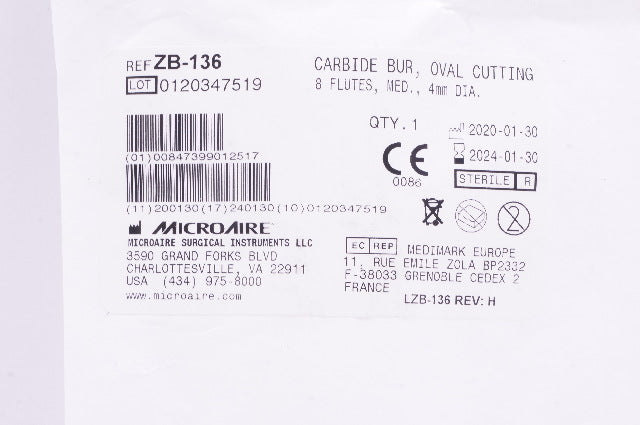 REF ZB-136
LOT 0120347519
CARBIDE BUR, OVAL CUTTING
8 FLUTES, MED., 4mm DIA.
QTY. 1
2020-01-30
2024-01-30
CE
0086
STERILE R
(01)00847399012517
(11)200130(17)240130(10)0120347519
MICROAIRE
MICROAIRE SURGICAL INSTRUMENTS LLC
3590 GRAND FORKS BLVD
CHARLOTTESVILLE, VA 22911
USA (434) 975-8000
www.microaire.com
EC REP MEDIMARK EUROPE
11, RUE EMILE ZOLA BP2332
F-38033 GRENOBLE CEDEX 2
FRANCE
LZB-136 REV: H